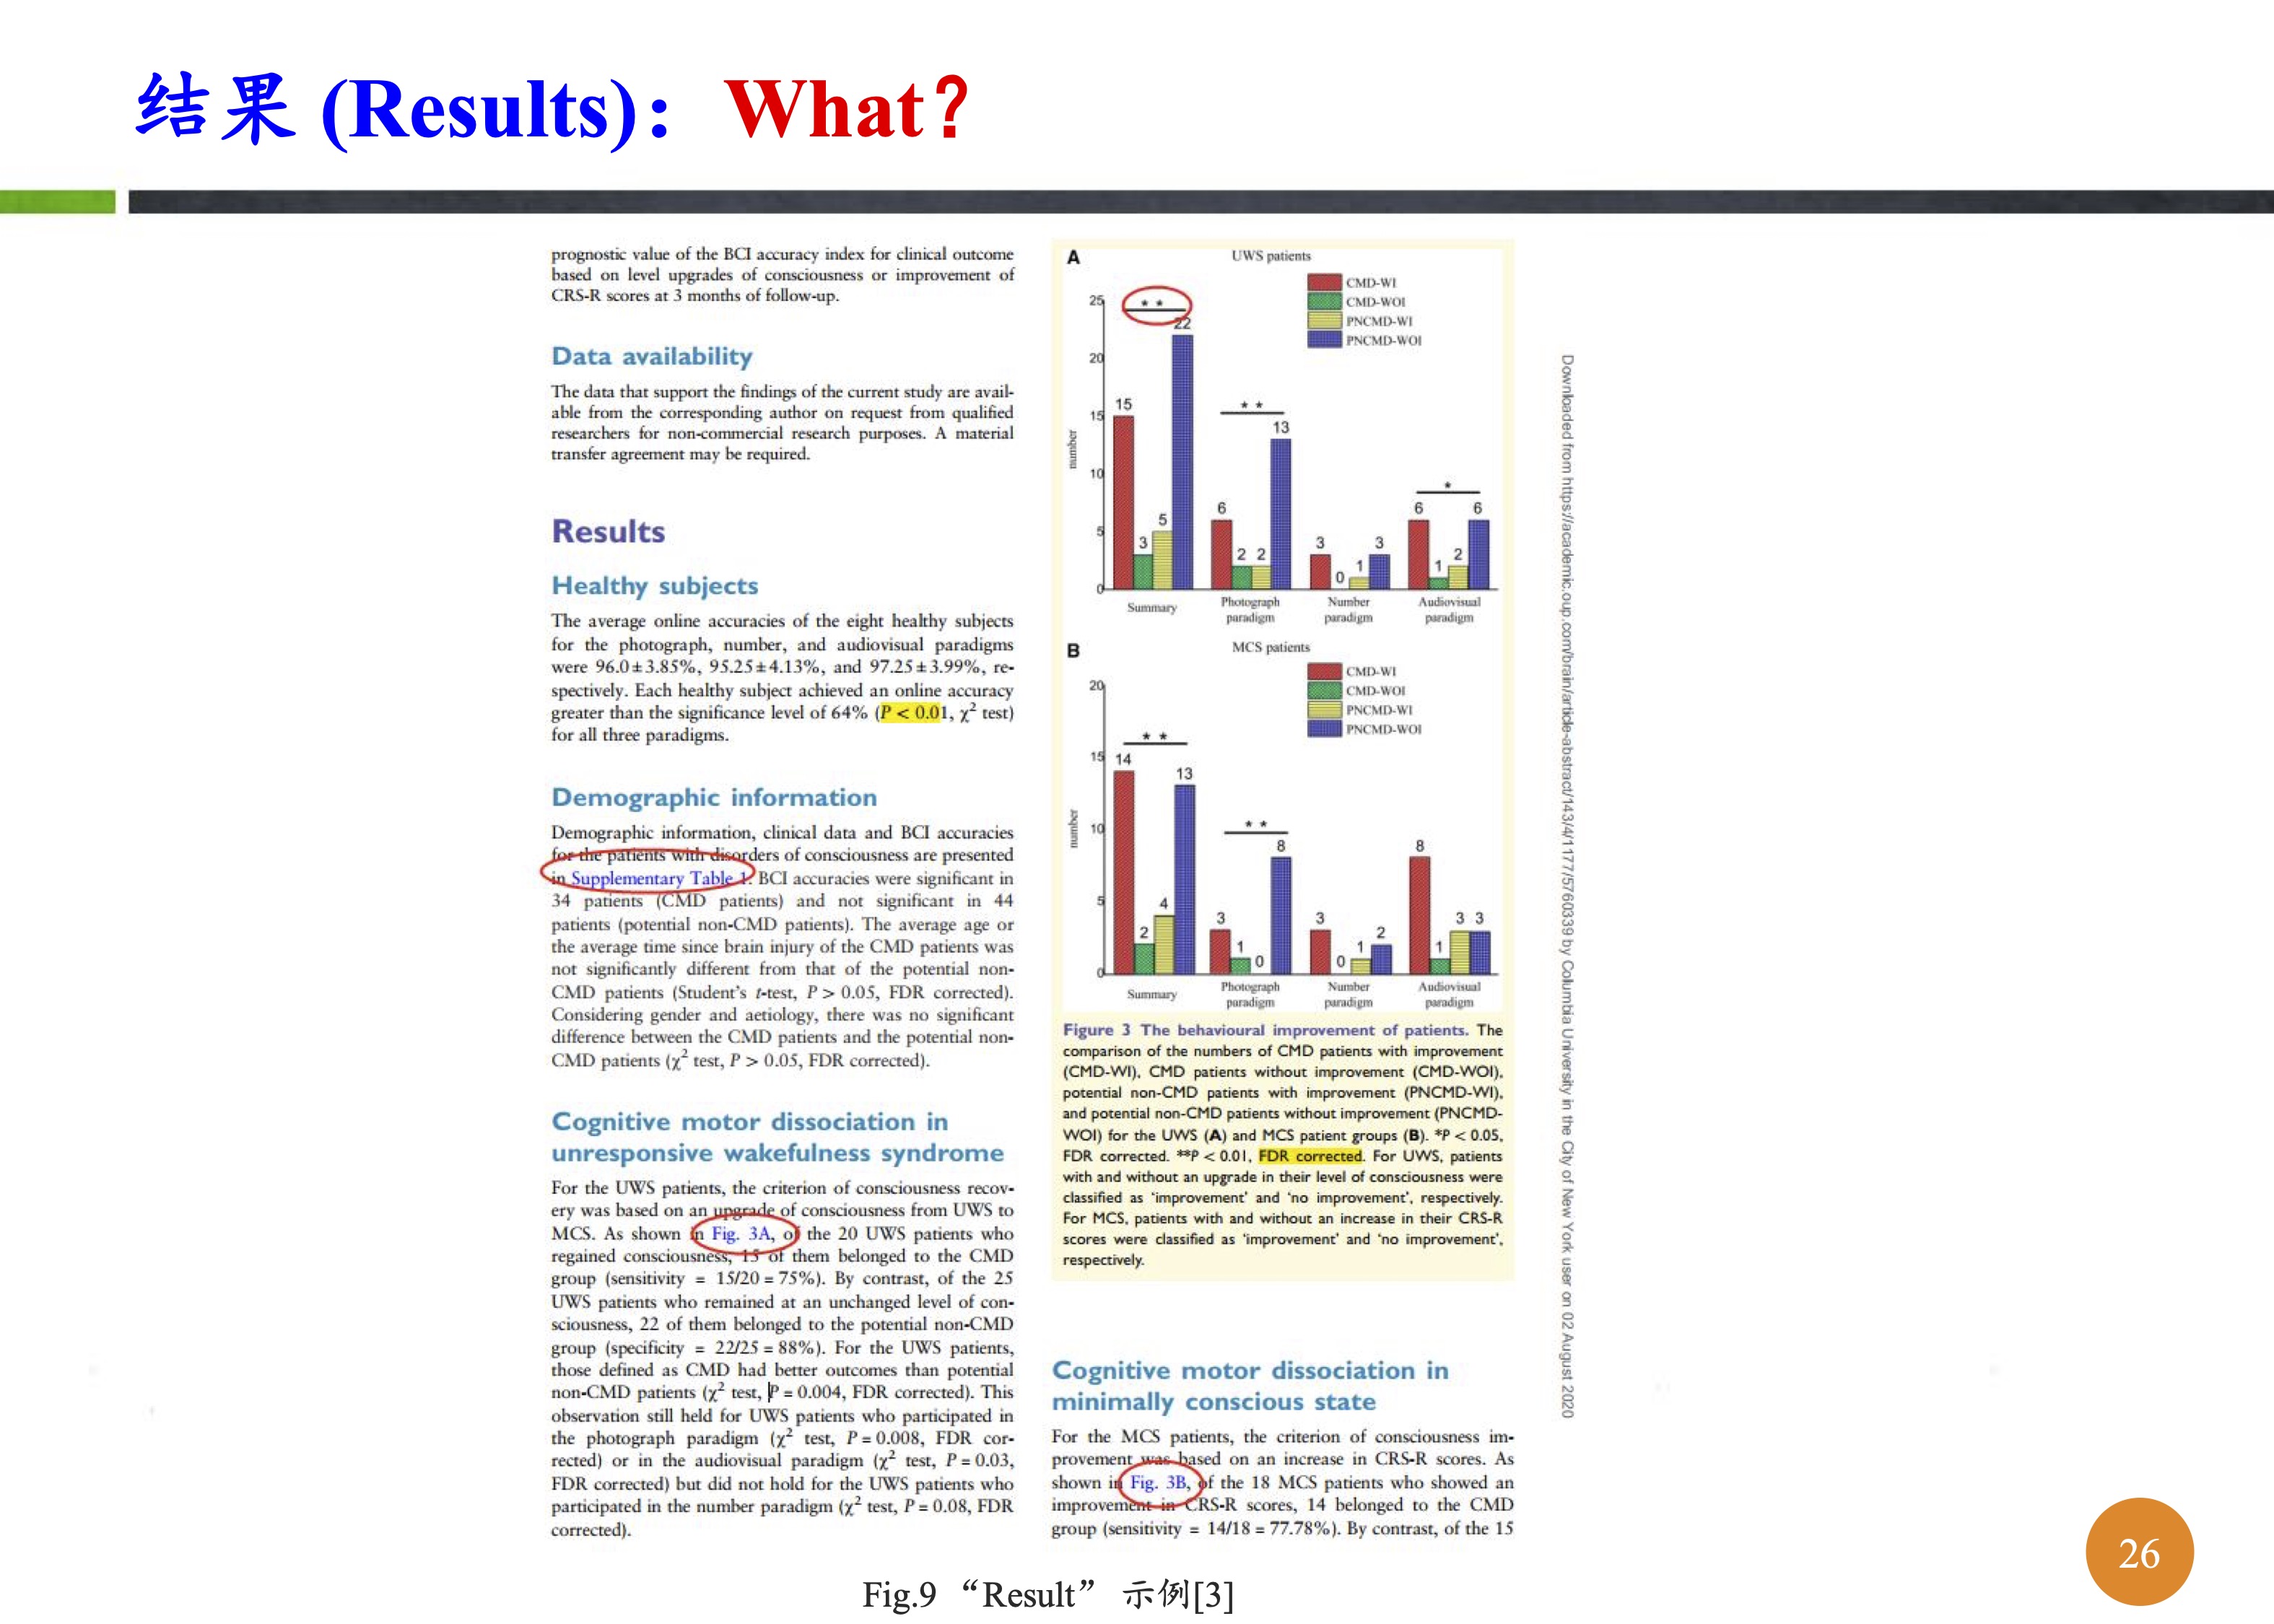 结果 (Results)： What？
prognostic value of the BCI accuracy index for clinical outcome
based on level upgrades of consciousness or improvement of
CRS-R scores at 3 months of follow-up.
Data availability
The data that support the findings of the current study are avail-
able from the corresponding author on request from qualified
researchers for non-commercial research purposes. A material
transfer agreement may be required.
Results
Healthy subjects
The average online accuracies of the eight healthy subjects
for the photograph, number, and audiovisual paradigms
were 96.0±3.85%, 95.25±4.13%, and 97.25±3.99%, re-
spectively. Each healthy subject achieved an online accuracy
greater than the significance level of 64% (P < 0.01, χ² test)
for all three paradigms.
Demographic information
Demographic information, clinical data and BCI accuracies
for the patients with disorders of consciousness are presented
in Supplementary Table 1. BCI accuracies were significant in
34 patients (CMD patients) and not significant in 44
patients (potential non-CMD patients). The average age or
the average time since brain injury of the CMD patients was
not significantly different from that of the potential non-
CMD patients (Student's t-test, P > 0.05, FDR corrected).
Considering gender and aetiology, there was no significant
difference between the CMD patients and the potential non-
CMD patients (χ² test, P > 0.05, FDR corrected).
Cognitive motor dissociation in
unresponsive wakefulness syndrome
For the UWS patients, the criterion of consciousness recov-
ery was based on an upgrade of consciousness from UWS to
MCS. As shown in Fig. 3A, of the 20 UWS patients who
regained consciousness, 15 of them belonged to the CMD
group (sensitivity = 15/20 = 75%). By contrast, of the 25
UWS patients who remained at an unchanged level of con-
sciousness, 22 of them belonged to the potential non-CMD
group (specificity = 22/25 = 88%). For the UWS patients,
those defined as CMD had better outcomes than potential
non-CMD patients (χ² test, P = 0.004, FDR corrected). This
observation still held for UWS patients who participated in
the photograph paradigm (χ² test, P = 0.008, FDR cor-
rected) or in the audiovisual paradigm (χ² test, P = 0.03,
FDR corrected) but did not hold for the UWS patients who
participated in the number paradigm (χ² test, P = 0.08, FDR
corrected).
A
UWS patients
CMD-WI
CMD-WOI
PNCMD-WI
PNCMD-WOI
number
25
20
15
10
5
0
* *
15
3
5
22
* *
6
2
2
13
3
0
1
3
*
6
1
2
6
Summary
Photograph
paradigm
Number
paradigm
Audiovisual
paradigm
B
MCS patients
CMD-WI
CMD-WOI
PNCMD-WI
PNCMD-WOI
number
20
15
10
5
0
* *
14
2
4
13
* *
3
1
0
8
3
0
1
2
8
1
3
3
Summary
Photograph
paradigm
Number
paradigm
Audiovisual
paradigm
Figure 3 The behavioural improvement of patients. The
comparison of the numbers of CMD patients with improvement
(CMD-WI), CMD patients without improvement (CMD-WOI),
potential non-CMD patients with improvement (PNCMD-WI),
and potential non-CMD patients without improvement (PNCMD-
WOI) for the UWS (A) and MCS patient groups (B). *P < 0.05,
FDR corrected. **P < 0.01, FDR corrected. For UWS, patients
with and without an upgrade in their level of consciousness were
classified as 'improvement' and 'no improvement', respectively.
For MCS, patients with and without an increase in their CRS-R
scores were classified as 'improvement' and 'no improvement',
respectively.
Cognitive motor dissociation in
minimally conscious state
For the MCS patients, the criterion of consciousness im-
provement was based on an increase in CRS-R scores. As
shown in Fig. 3B, of the 18 MCS patients who showed an
improvement in CRS-R scores, 14 belonged to the CMD
group (sensitivity = 14/18 = 77.78%). By contrast, of the 15
Downloaded from https://academic.oup.com/brain/article-abstract/143/4/1177/5760339 by Columbia University in the City of New York user on 02 August 2020
Fig.9 “Result” 示例[3]
26